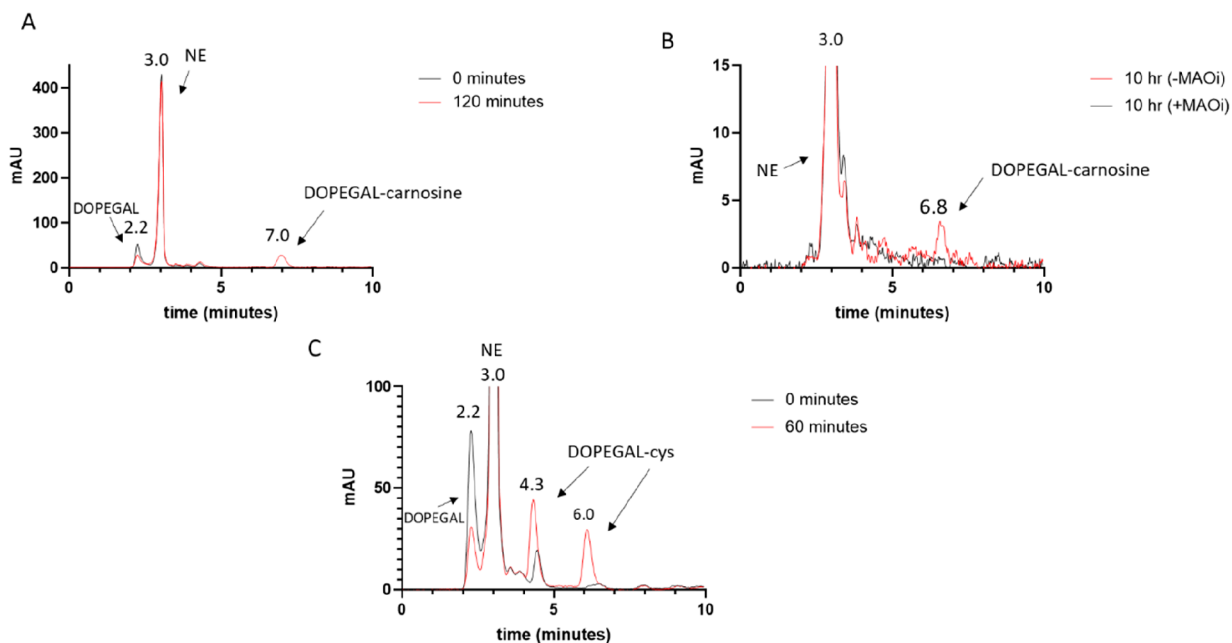 A
3.0
NE
0 minutes
120 minutes
400
300
200
100
0
mAU
DOPEGAL
2.2
7.0
DOPEGAL-carnosine
0
5
10
time (minutes)
B
3.0
15
10
5
0
mAU
NE
10 hr (-MAOi)
10 hr (+MAOi)
DOPEGAL-carnosine
6.8
0
5
10
time (minutes)
C
NE
3.0
100
50
0
mAU
2.2
DOPEGAL
4.3
DOPEGAL-cys
6.0
0 minutes
60 minutes
0
5
10
time (minutes)